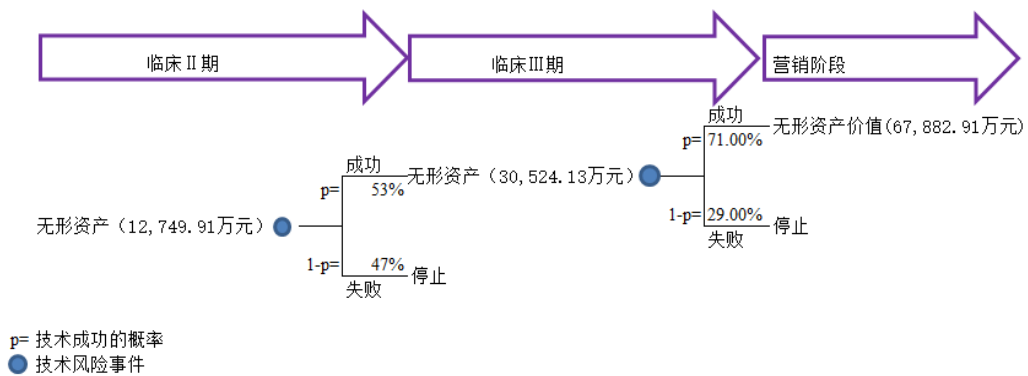 临床Ⅱ期
临床Ⅲ期
营销阶段
成功
p= 71.00%
无形资产价值(67,882.91万元)
成功
p= 53%
无形资产（30,524.13万元）
1-p= 29.00%
停止
失败
无形资产（12,749.91万元）
1-p= 47%
停止
失败
p= 技术成功的概率
技术风险事件